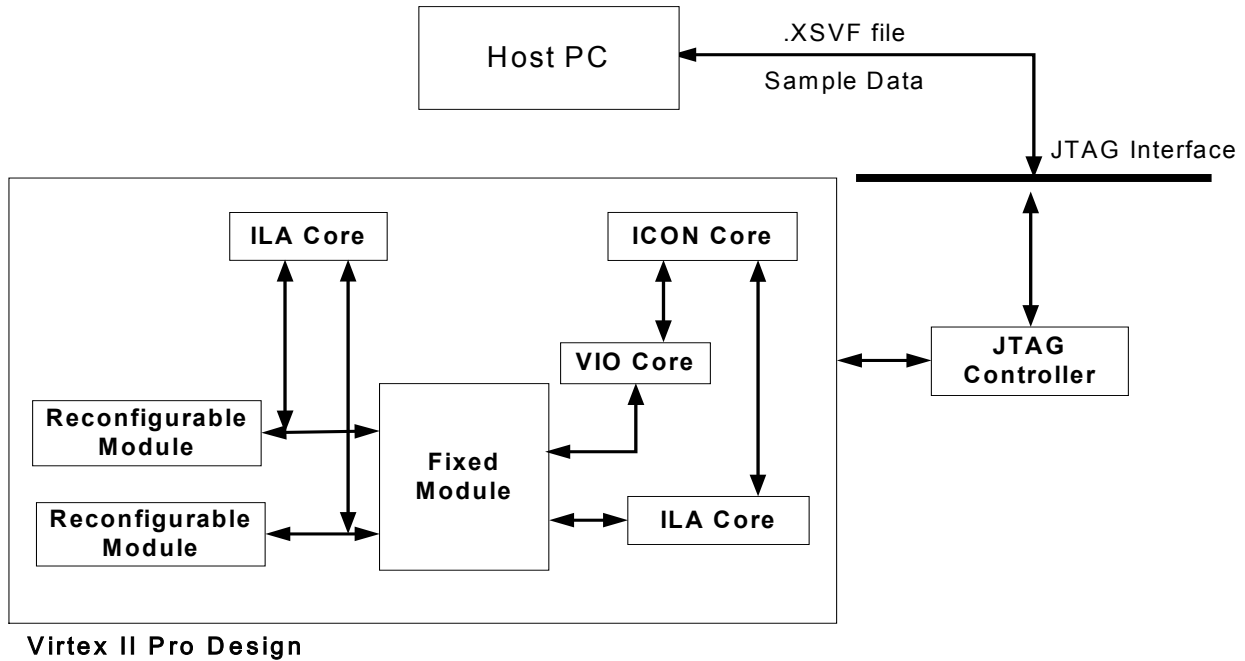 Host PC
.XSVF file
Sample Data
JTAG Interface
ILA Core
ICON Core
VIO Core
JTAG
Controller
Reconfigurable
Module
Fixed
Module
Reconfigurable
Module
ILA Core
Virtex II Pro Design